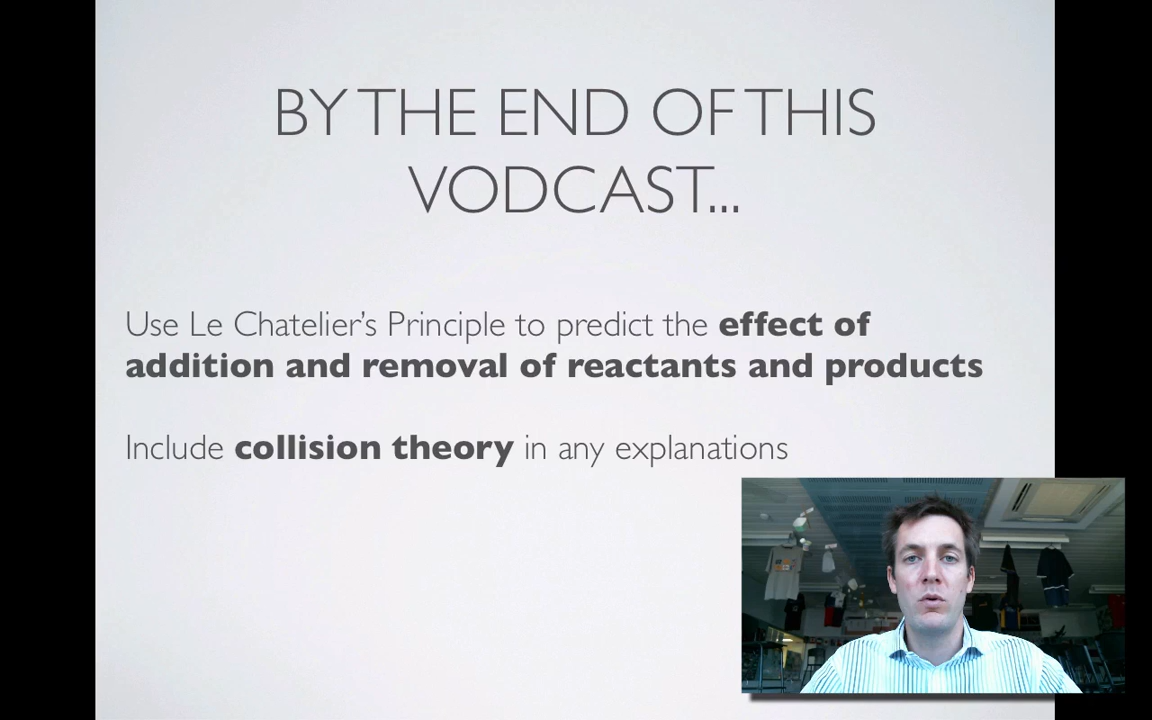 BY THE END OF THIS
VODCAST...
Use Le Chatelier’s Principle to predict the effect of
addition and removal of reactants and products
Include collision theory in any explanations